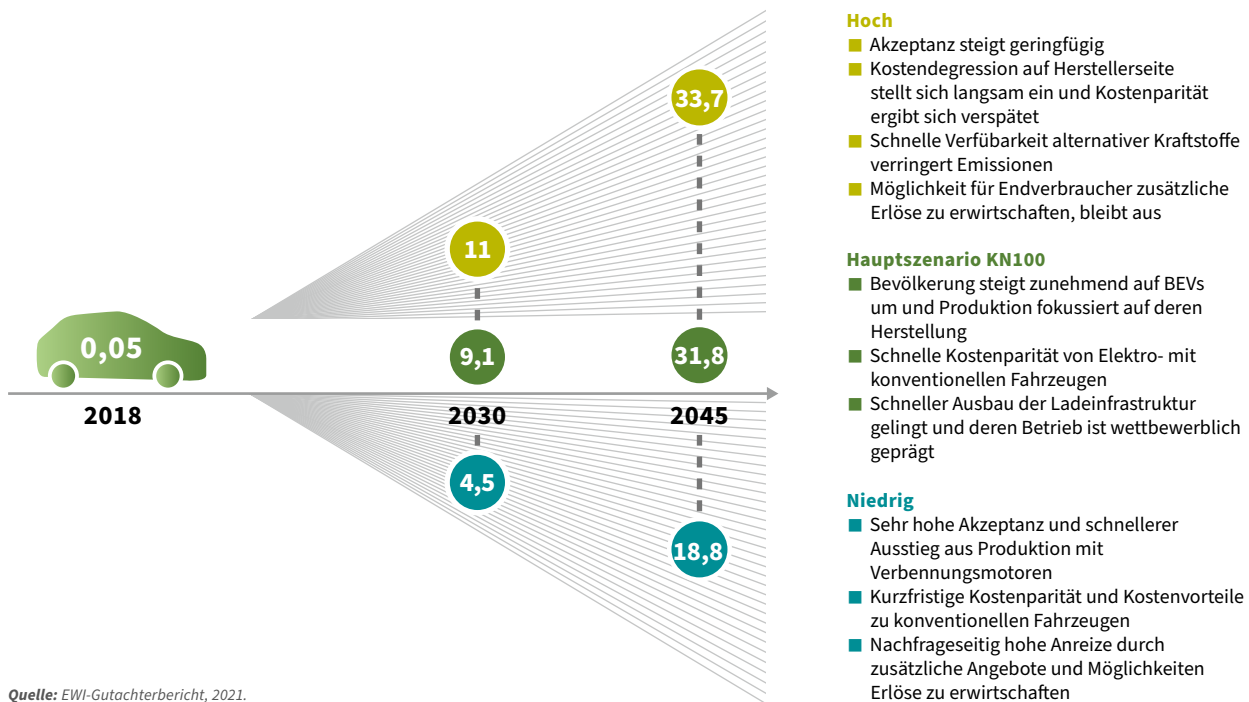 33,7
11
0,05
9,1
31,8
2018
2030
2045
4,5
18,8
Quelle: EWI-Gutachterbericht, 2021.
Hoch
Akzeptanz steigt geringfügig
Kostendegression auf Herstellerseite
stellt sich langsam ein und Kostenparität
ergibt sich verspätet
Schnelle Verfübarkeit alternativer Kraftstoffe
verringert Emissionen
Möglichkeit für Endverbraucher zusätzliche
Erlöse zu erwirtschaften, bleibt aus
Hauptszenario KN100
Bevölkerung steigt zunehmend auf BEVs
um und Produktion fokussiert auf deren
Herstellung
Schnelle Kostenparität von Elektro- mit
konventionellen Fahrzeugen
Schneller Ausbau der Ladeinfrastruktur
gelingt und deren Betrieb ist wettbewerblich
geprägt
Niedrig
Sehr hohe Akzeptanz und schnellerer
Ausstieg aus Produktion mit
Verbennungsmotoren
Kurzfristige Kostenparität und Kostenvorteile
zu konventionellen Fahrzeugen
Nachfrageseitig hohe Anreize durch
zusätzliche Angebote und Möglichkeiten
Erlöse zu erwirtschaften